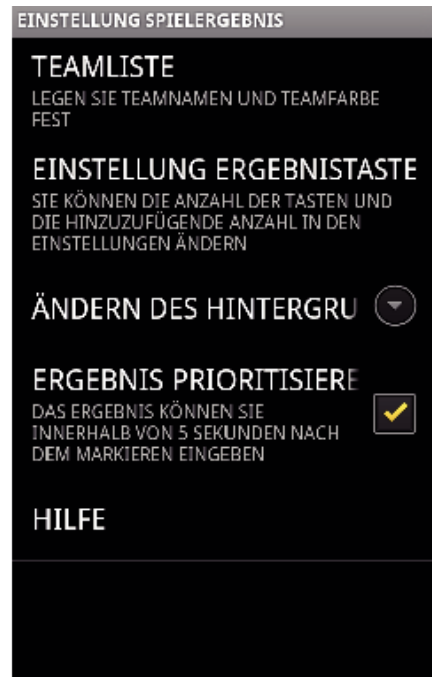 EINSTELLUNG SPIELERGEBNIS
TEAMLISTE
LEGEN SIE TEAMNAMEN UND TEAMFARBE
FEST
EINSTELLUNG ERGEBNISTASTE
SIE KÖNNEN DIE ANZAHL DER TASTEN UND
DIE HINZUZUFÜGENDE ANZAHL IN DEN
EINSTELLUNGEN ÄNDERN
ÄNDERN DES HINTERGRU
ERGEBNIS PRIORITISIERE
DAS ERGEBNIS KÖNNEN SIE
INNERHALB VON 5 SEKUNDEN NACH
DEM MARKIEREN EINGEBEN
HILFE